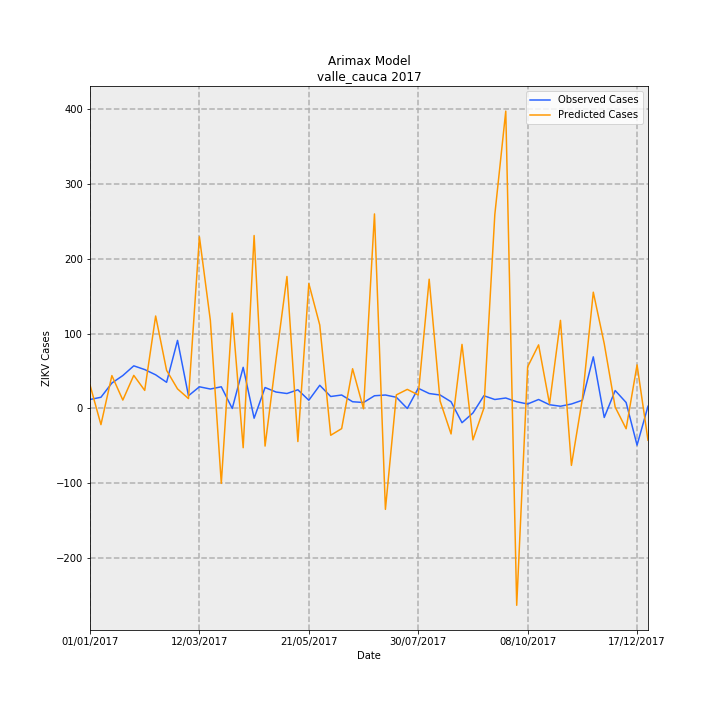 Arimax Model
valle_cauca 2017
Observed Cases
Predicted Cases
400
300
200
100
0
−100
−200
ZIKV Cases
01/01/2017 12/03/2017 21/05/2017 30/07/2017 08/10/2017 17/12/2017
Date